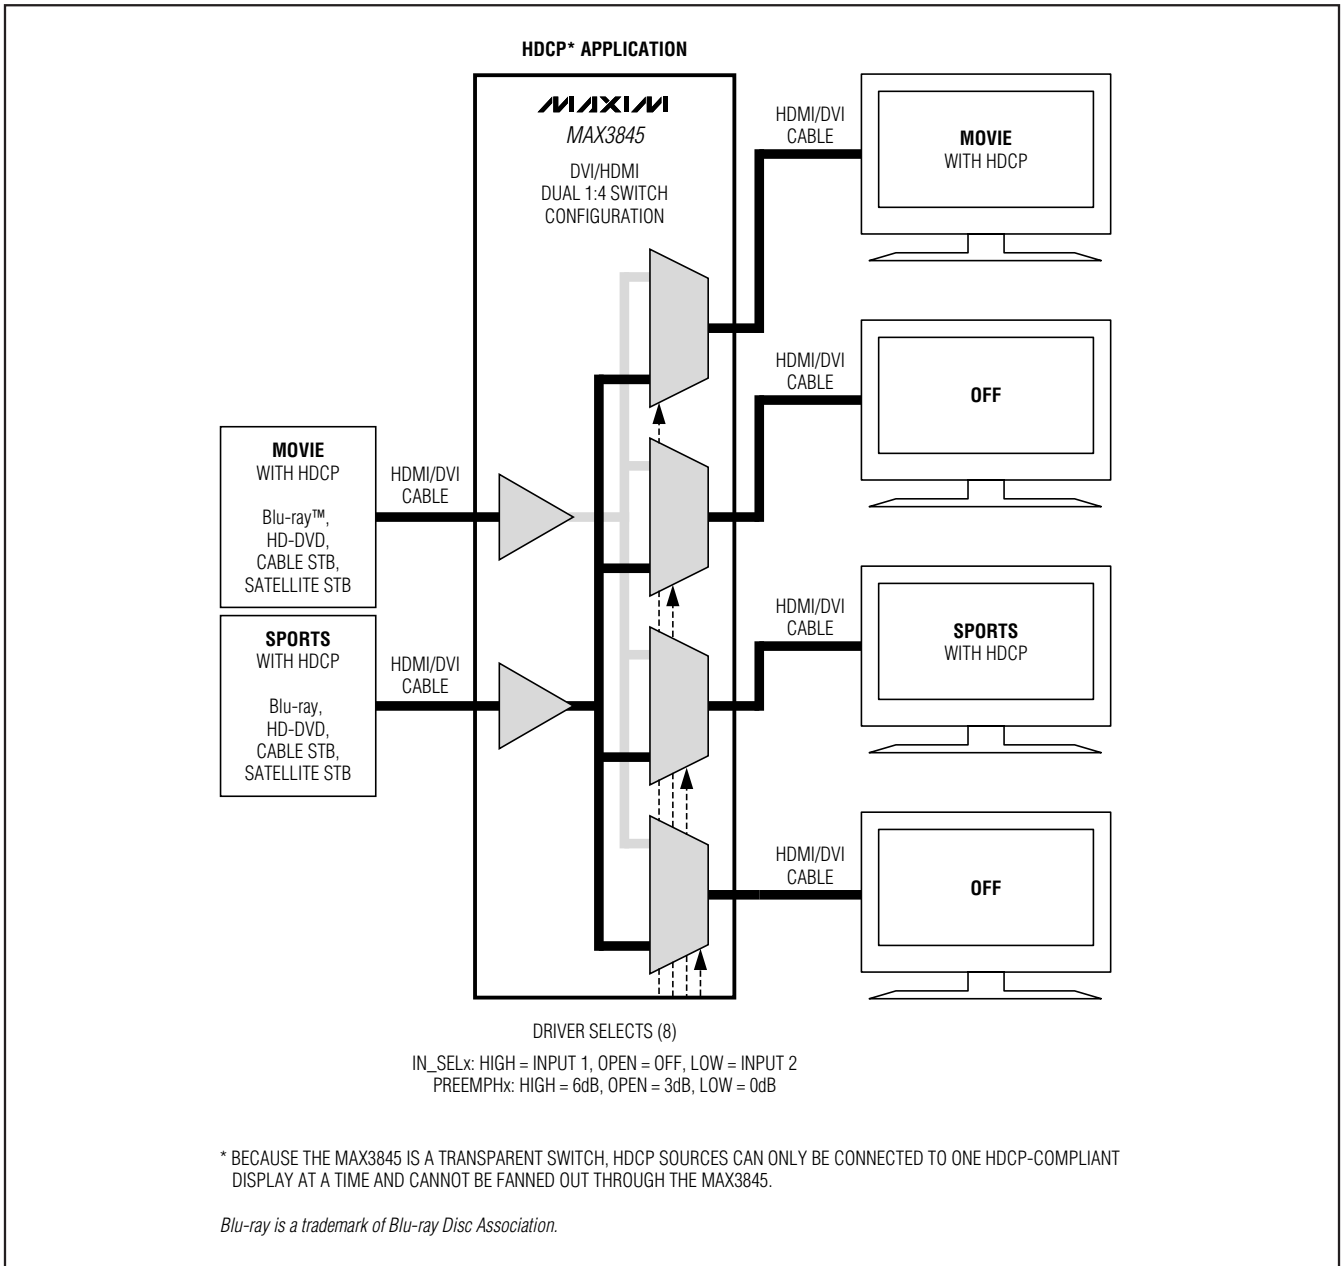 HDCP* APPLICATION
MAXIM
MAX3845
DVI/HDMI
DUAL 1:4 SWITCH
CONFIGURATION
HDMI/DVI
CABLE
MOVIE
WITH HDCP
HDMI/DVI
CABLE
OFF
MOVIE
WITH HDCP
Blu-ray™,
HD-DVD,
CABLE STB,
SATELLITE STB
HDMI/DVI
CABLE
SPORTS
WITH HDCP
Blu-ray,
HD-DVD,
CABLE STB,
SATELLITE STB
HDMI/DVI
CABLE
HDMI/DVI
CABLE
SPORTS
WITH HDCP
HDMI/DVI
CABLE
OFF
DRIVER SELECTS (8)
IN_SELx: HIGH = INPUT 1, OPEN = OFF, LOW = INPUT 2
PREEMPHx: HIGH = 6dB, OPEN = 3dB, LOW = 0dB
* BECAUSE THE MAX3845 IS A TRANSPARENT SWITCH, HDCP SOURCES CAN ONLY BE CONNECTED TO ONE HDCP-COMPLIANT
DISPLAY AT A TIME AND CANNOT BE FANNED OUT THROUGH THE MAX3845.
Blu-ray is a trademark of Blu-ray Disc Association.